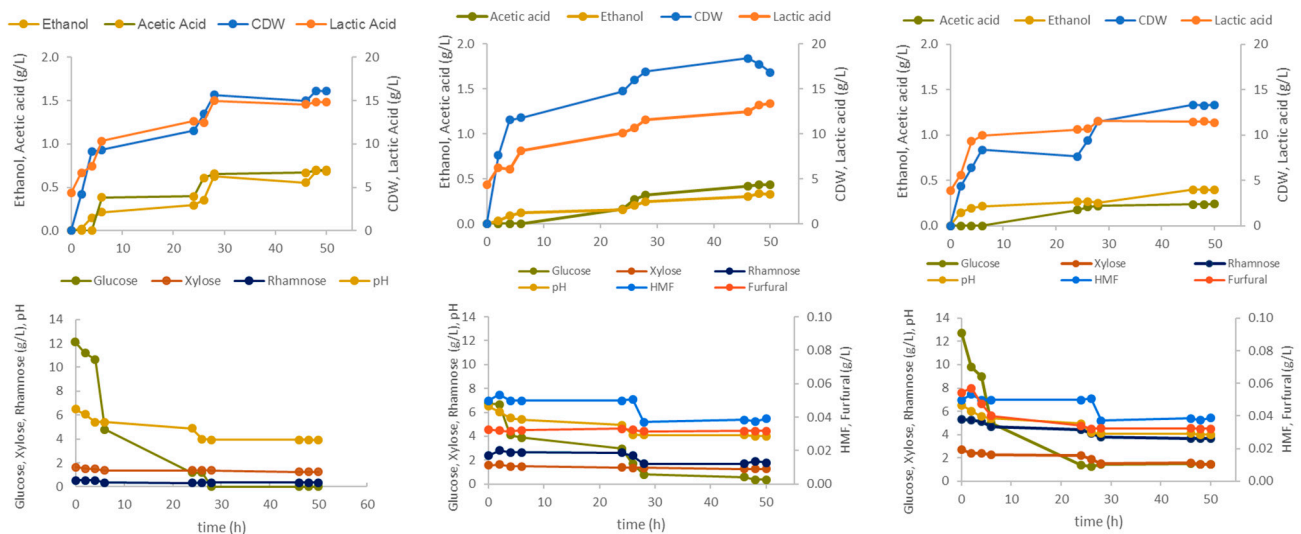 Ethanol Acetic Acid CDW Lactic Acid
2.0 20
1.5 15
1.0 10
0.5 5
0.0 0
0 10 20 30 40 50
Ethanol, Acetic acid (g/L)
CDW, Lactic Acid (g/L)
Acetic acid Ethanol CDW Lactic acid
2.0 20
1.5 15
1.0 10
0.5 5
0.0 0
0 10 20 30 40 50
Ethanol, Acetic acid (g/L)
CDW, Lactic Acid (g/L)
Acetic acid Ethanol CDW Lactic acid
2.0 20
1.5 15
1.0 10
0.5 5
0.0 0
0 10 20 30 40 50
Ethanol, Acetic acid (g/L)
CDW, Lactic Acid (g/L)
Glucose Xylose Rhamnose pH
14
12
10
8
6
4
2
0
0 10 20 30 40 50 60
time (h)
Glucose, Xylose, Rhamnose (g/L), pH
Glucose Xylose Rhamnose
pH HMF Furfural
14 0.10
12 0.08
10
8 0.06
6 0.04
4
2 0.02
0 0.00
0 10 20 30 40 50
time (h)
Glucose, Xylose, Rhamnose (g/L), pH
HMF, Furfural (g/L)
Glucose Xylose Rhamnose
pH HMF Furfural
14 0.10
12 0.08
10
8 0.06
6 0.04
4
2 0.02
0 0.00
0 10 20 30 40 50
time (h)
Glucose, Xylose, Rhamnose (g/L), pH
HMF, Furfural (g/L)